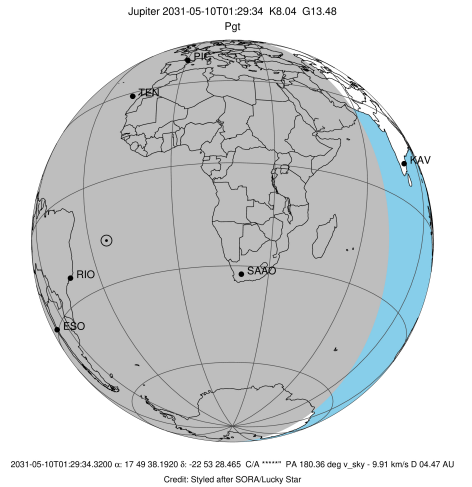 Jupiter 2031-05-10T01:29:34 K8.04 G13.48
Pgt
PIC
TEN
KAV
RIO
SAAO
ESO
2031-05-10T01:29:34.3200 α: 17 49 38.1920 δ: -22 53 28.465 C/A *****" PA 180.36 deg v_sky - 9.91 km/s D 04.47 AU
Credit: Styled after SORA/Lucky Star